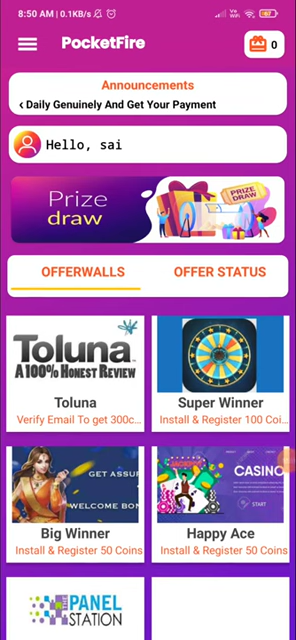 8:50 AM | 0.1KB/s
PocketFire
0
Announcements
‹ Daily Genuinely And Get Your Payment
Hello, sai
Prize
draw
PRIZE
DRAW
OFFERWALLS
OFFER STATUS
Toluna
A 100% HONEST REVIEW
Toluna
Verify Email To get 300c...
Super Winner
Install & Register 100 Coi...
GET ASSU
WELCOME BON
Big Winner
Install & Register 50 Coins
JACKPOT
CASINO
START
Happy Ace
Install & Register 50 Coins
THE
PANEL
STATION